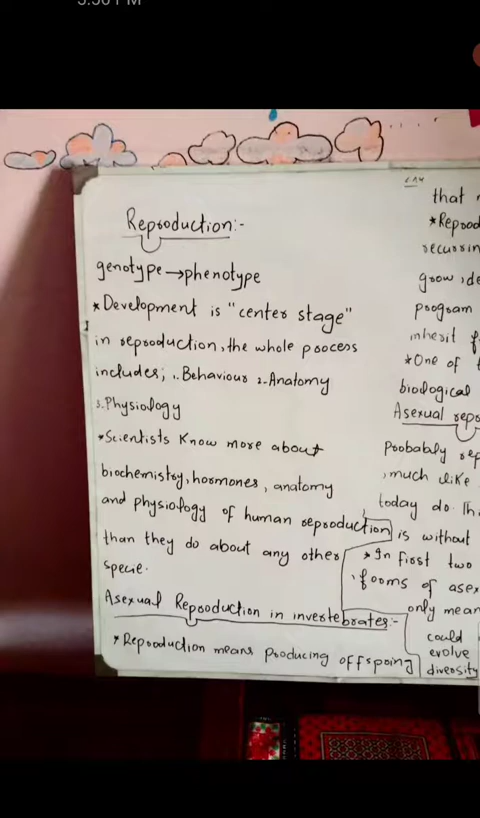 Reproduction:-
genotype→phenotype
*Development is "center stage"
in reproduction, the whole process
includes; 1. Behaviour 2. Anatomy
3. Physiology
*Scientists Know more about
biochemistry, hormones, anatomy
and physiology of human reproduction
than they do about any other
specie.
Asexual Reproduction in invertebrates:-
*Reproduction means producing offspoing
that
*Reprod
recurrin
grow, de
program
inherit f
*One of t
biological
Asexual repr
Probably rep
, much like
today do. Th
is without
*In first two
, forms of asex
only mean
could
evolve
diversity